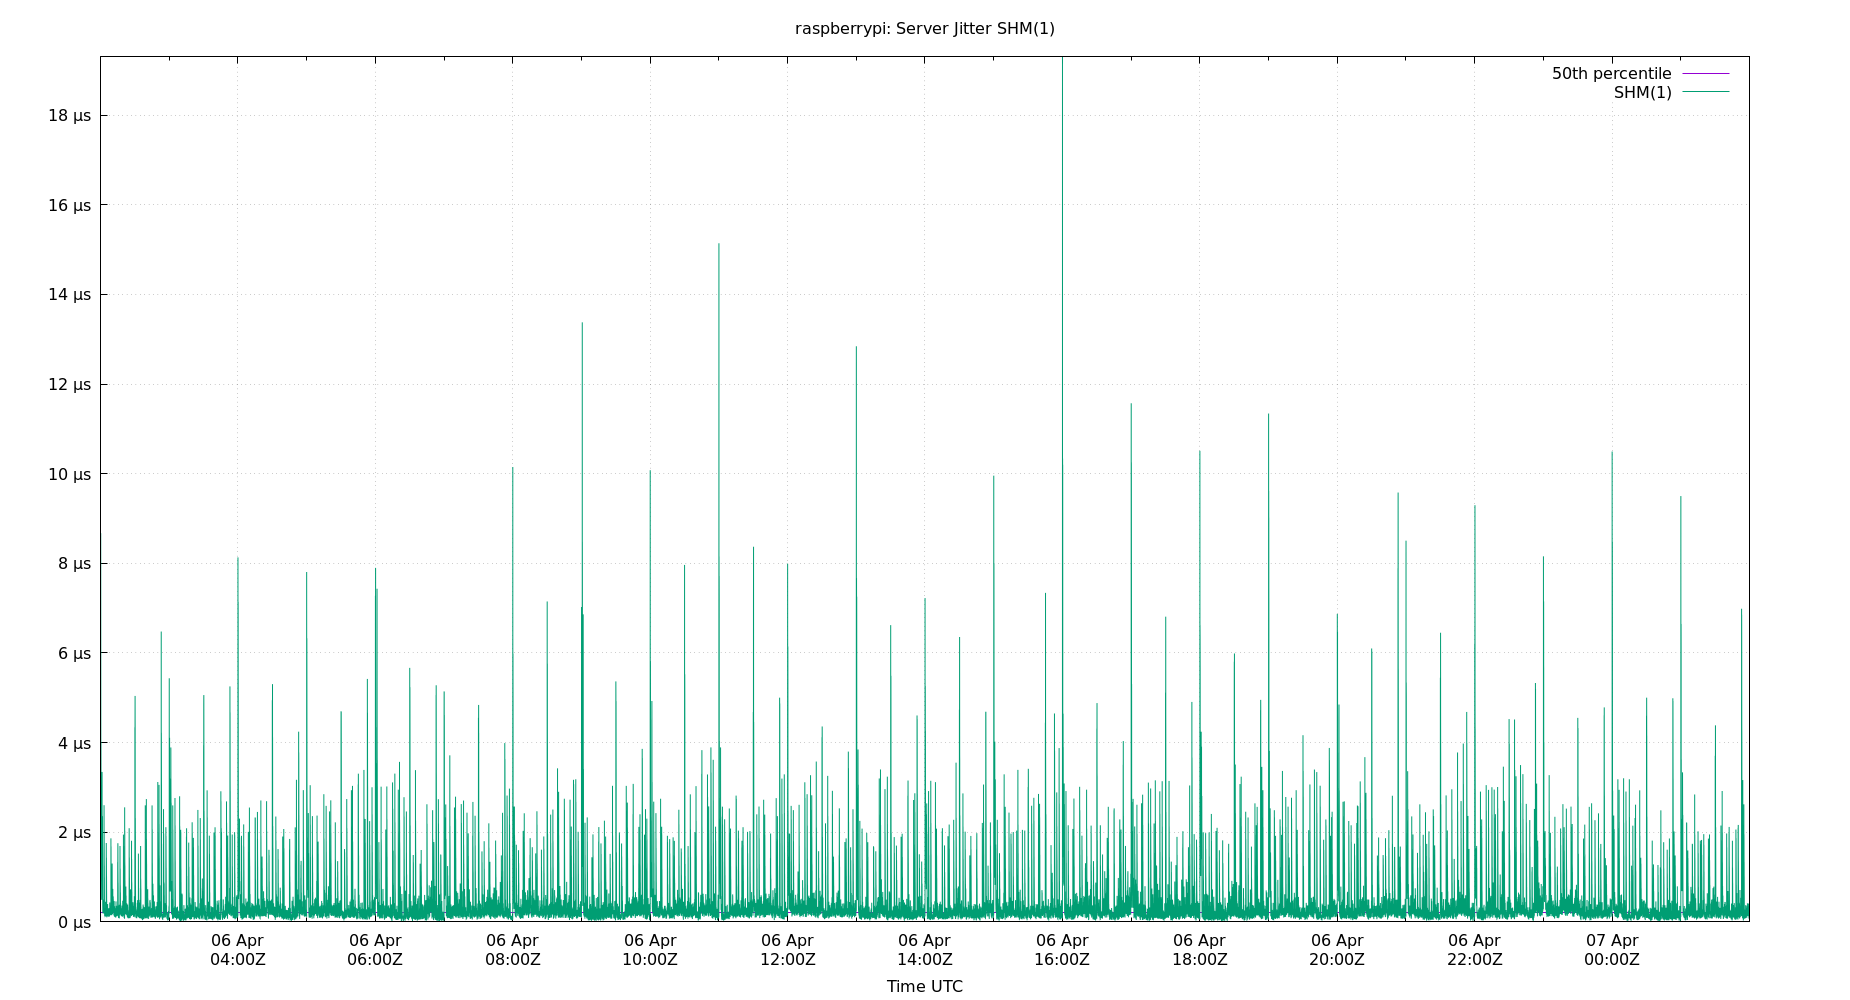 raspberrypi: Server Jitter SHM(1)
50th percentile
SHM(1)
18 µs
16 µs
14 µs
12 µs
10 µs
8 µs
6 µs
4 µs
2 µs
0 µs
06 Apr 06 Apr 06 Apr 06 Apr 06 Apr 06 Apr 06 Apr 06 Apr 06 Apr 06 Apr 07 Apr
04:00Z 06:00Z 08:00Z 10:00Z 12:00Z 14:00Z 16:00Z 18:00Z 20:00Z 22:00Z 00:00Z
Time UTC